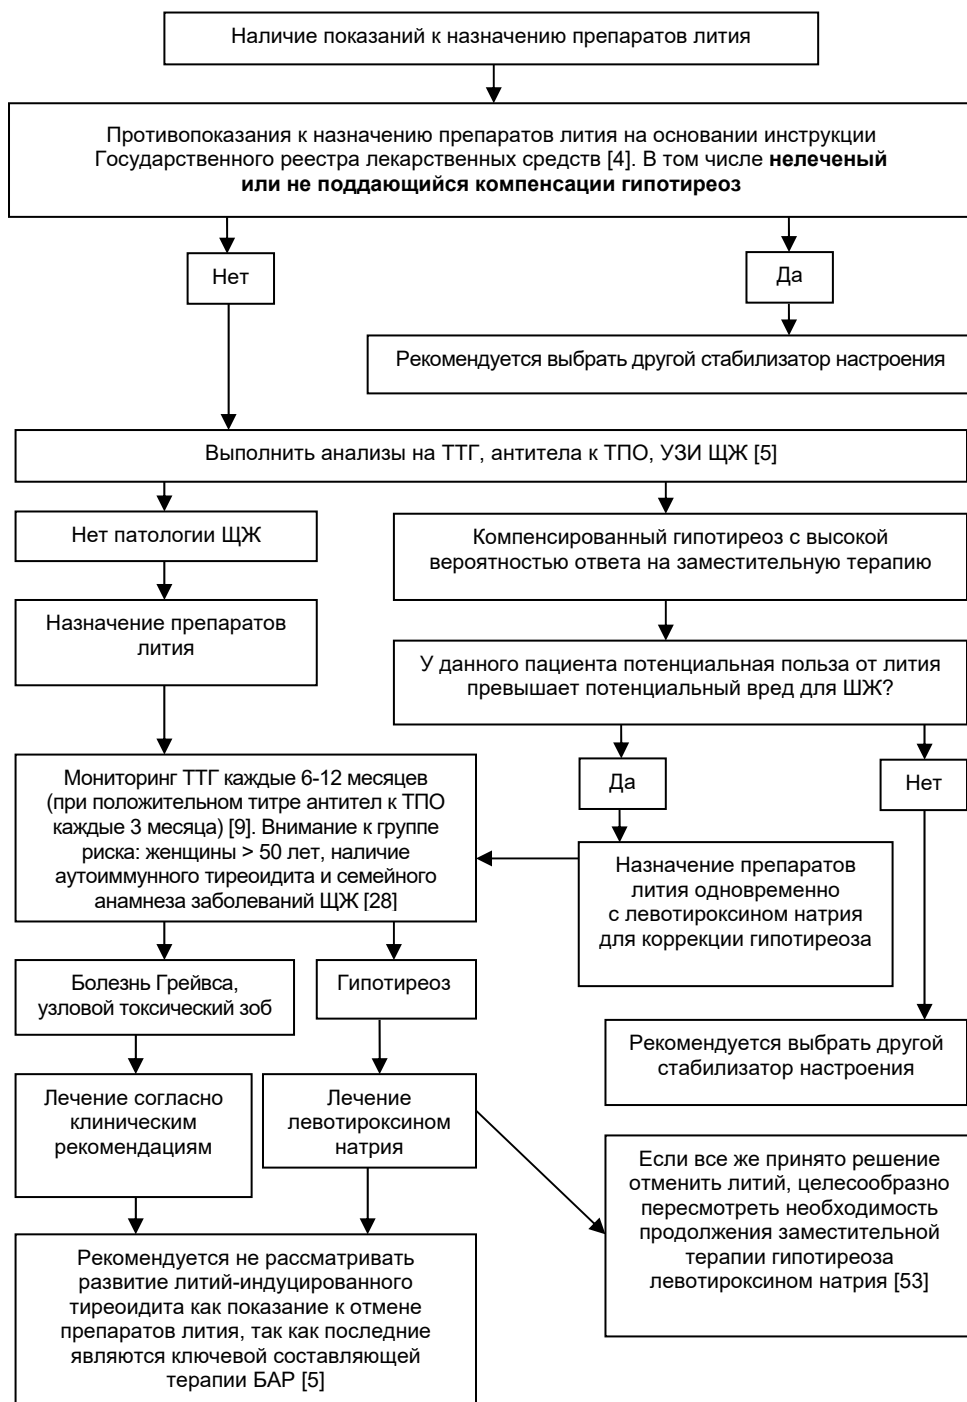 Наличие показаний к назначению препаратов лития
Противопоказания к назначению препаратов лития на основании инструкции
Государственного реестра лекарственных средств [4]. В том числе нелеченый
или не поддающийся компенсации гипотиреоз
Нет
Да
Рекомендуется выбрать другой стабилизатор настроения
Выполнить анализы на ТТГ, антитела к ТПО, УЗИ ЩЖ [5]
Нет патологии ЩЖ
Компенсированный гипотиреоз с высокой
вероятностью ответа на заместительную терапию
Назначение препаратов
лития
У данного пациента потенциальная польза от лития
превышает потенциальный вред для ШЖ?
Да
Нет
Мониторинг ТТГ каждые 6-12 месяцев
(при положительном титре антител к ТПО
каждые 3 месяца) [9]. Внимание к группе
риска: женщины > 50 лет, наличие
аутоиммунного тиреоидита и семейного
анамнеза заболеваний ЩЖ [28]
Назначение препаратов
лития одновременно
с левотироксином натрия
для коррекции гипотиреоза
Болезнь Грейвса,
узловой токсический зоб
Гипотиреоз
Рекомендуется выбрать другой
стабилизатор настроения
Лечение согласно
клиническим
рекомендациям
Лечение
левотироксином
натрия
Если все же принято решение
отменить литий, целесообразно
пересмотреть необходимость
продолжения заместительной
терапии гипотиреоза
левотироксином натрия [53]
Рекомендуется не рассматривать
развитие литий-индуцированного
тиреоидита как показание к отмене
препаратов лития, так как последние
являются ключевой составляющей
терапии БАР [5]